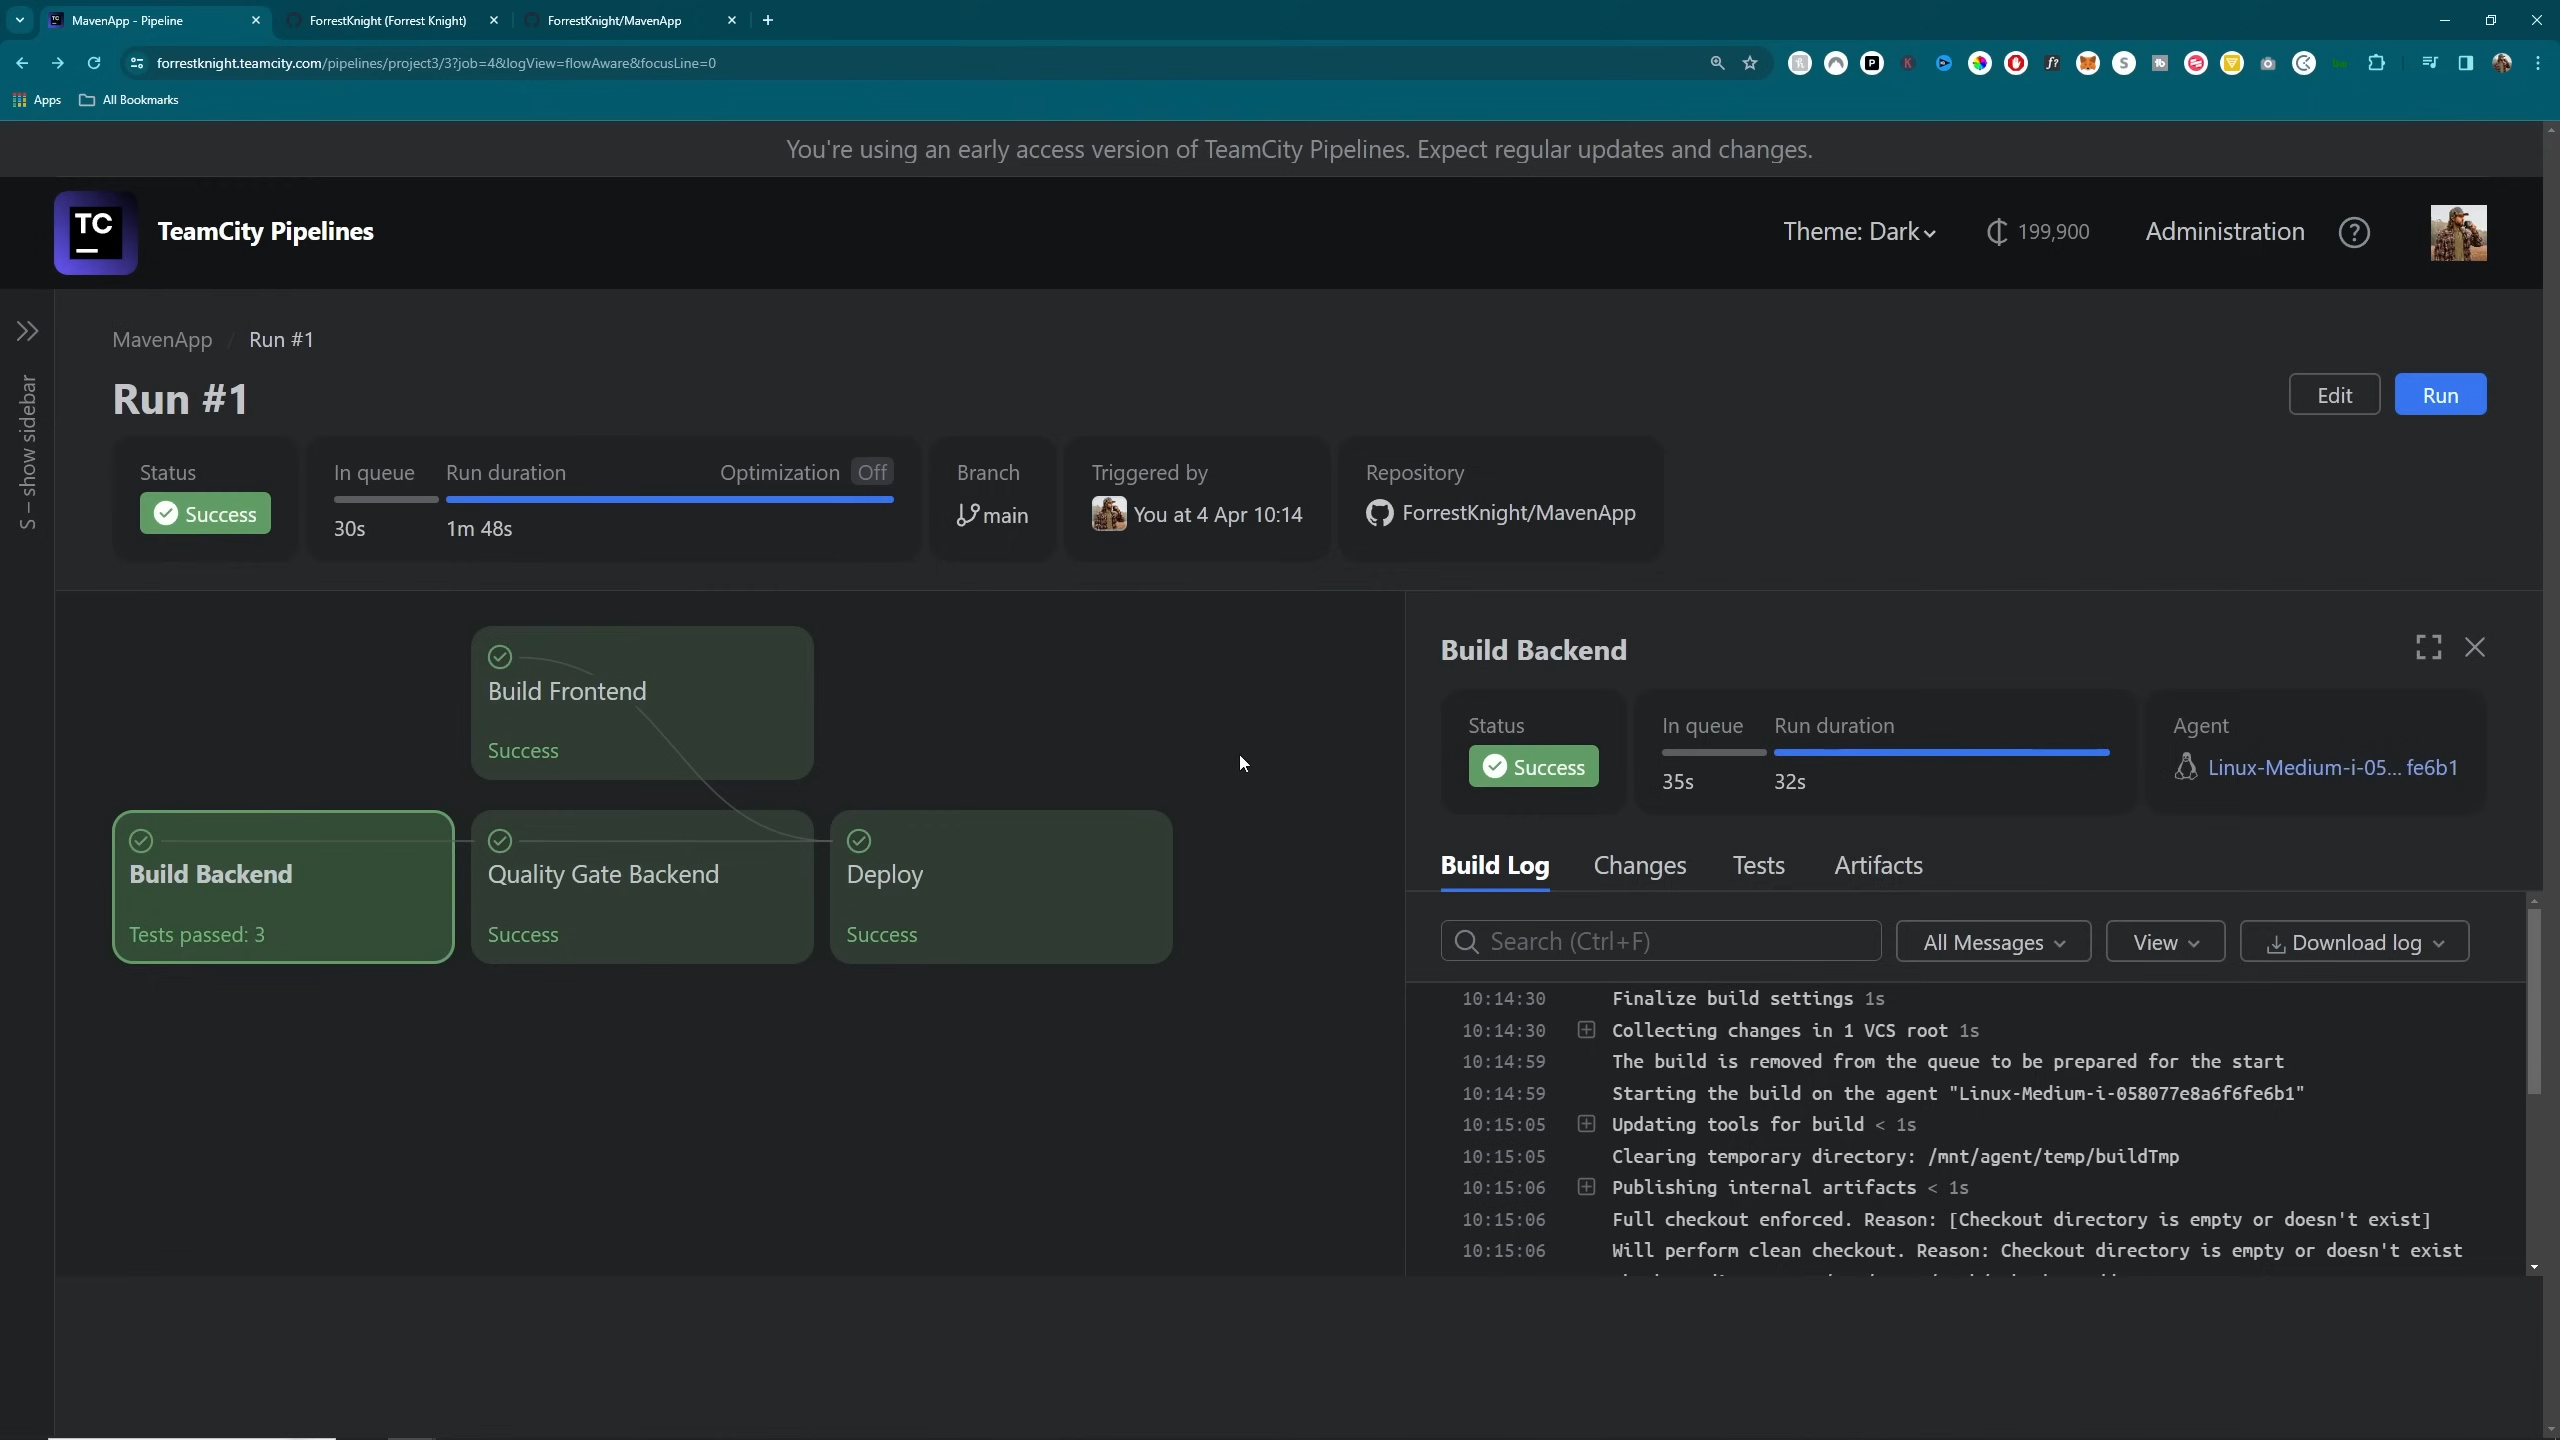 MavenApp - Pipeline
ForrestKnight (Forrest Knight)
ForrestKnight/MavenApp
forrestknight.teamcity.com/pipelines/project3/3?job=4&logView=flowAware&focusLine=0
Apps
All Bookmarks
You're using an early access version of TeamCity Pipelines. Expect regular updates and changes.
TC
TeamCity Pipelines
Theme: Dark
199,900
Administration
S – show sidebar
MavenApp / Run #1
Run #1
Edit
Run
Status
Success
In queue
30s
Run duration
1m 48s
Optimization Off
Branch
main
Triggered by
You at 4 Apr 10:14
Repository
ForrestKnight/MavenApp
Build Frontend
Success
Build Backend
Tests passed: 3
Quality Gate Backend
Success
Deploy
Success
Build Backend
Status
Success
In queue
35s
Run duration
32s
Agent
Linux-Medium-i-05... fe6b1
Build Log
Changes
Tests
Artifacts
Search (Ctrl+F)
All Messages
View
Download log
10:14:30 Finalize build settings 1s
10:14:30 Collecting changes in 1 VCS root 1s
10:14:59 The build is removed from the queue to be prepared for the start
10:14:59 Starting the build on the agent "Linux-Medium-i-058077e8a6f6fe6b1"
10:15:05 Updating tools for build < 1s
10:15:05 Clearing temporary directory: /mnt/agent/temp/buildTmp
10:15:06 Publishing internal artifacts < 1s
10:15:06 Full checkout enforced. Reason: [Checkout directory is empty or doesn't exist]
10:15:06 Will perform clean checkout. Reason: Checkout directory is empty or doesn't exist